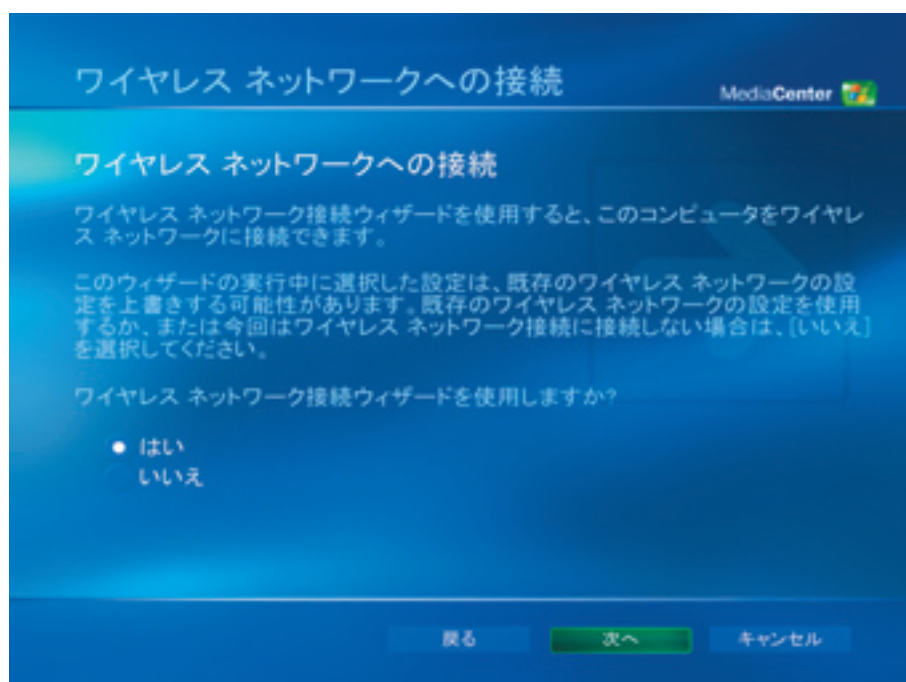 ワイヤレス ネットワークへの接続
MediaCenter
ワイヤレス ネットワークへの接続
ワイヤレス ネットワーク接続ウィザードを使用すると、このコンピュータをワイヤレ
ス ネットワークに接続できます。
このウィザードの実行中に選択した設定は、既存のワイヤレス ネットワークの設
定を上書きする可能性があります。既存のワイヤレス ネットワークの設定を使用
するか、または今回はワイヤレス ネットワーク接続に接続しない場合は、[いいえ]
を選択してください。
ワイヤレス ネットワーク接続ウィザードを使用しますか?
はい
いいえ
戻る 次へ キャンセル